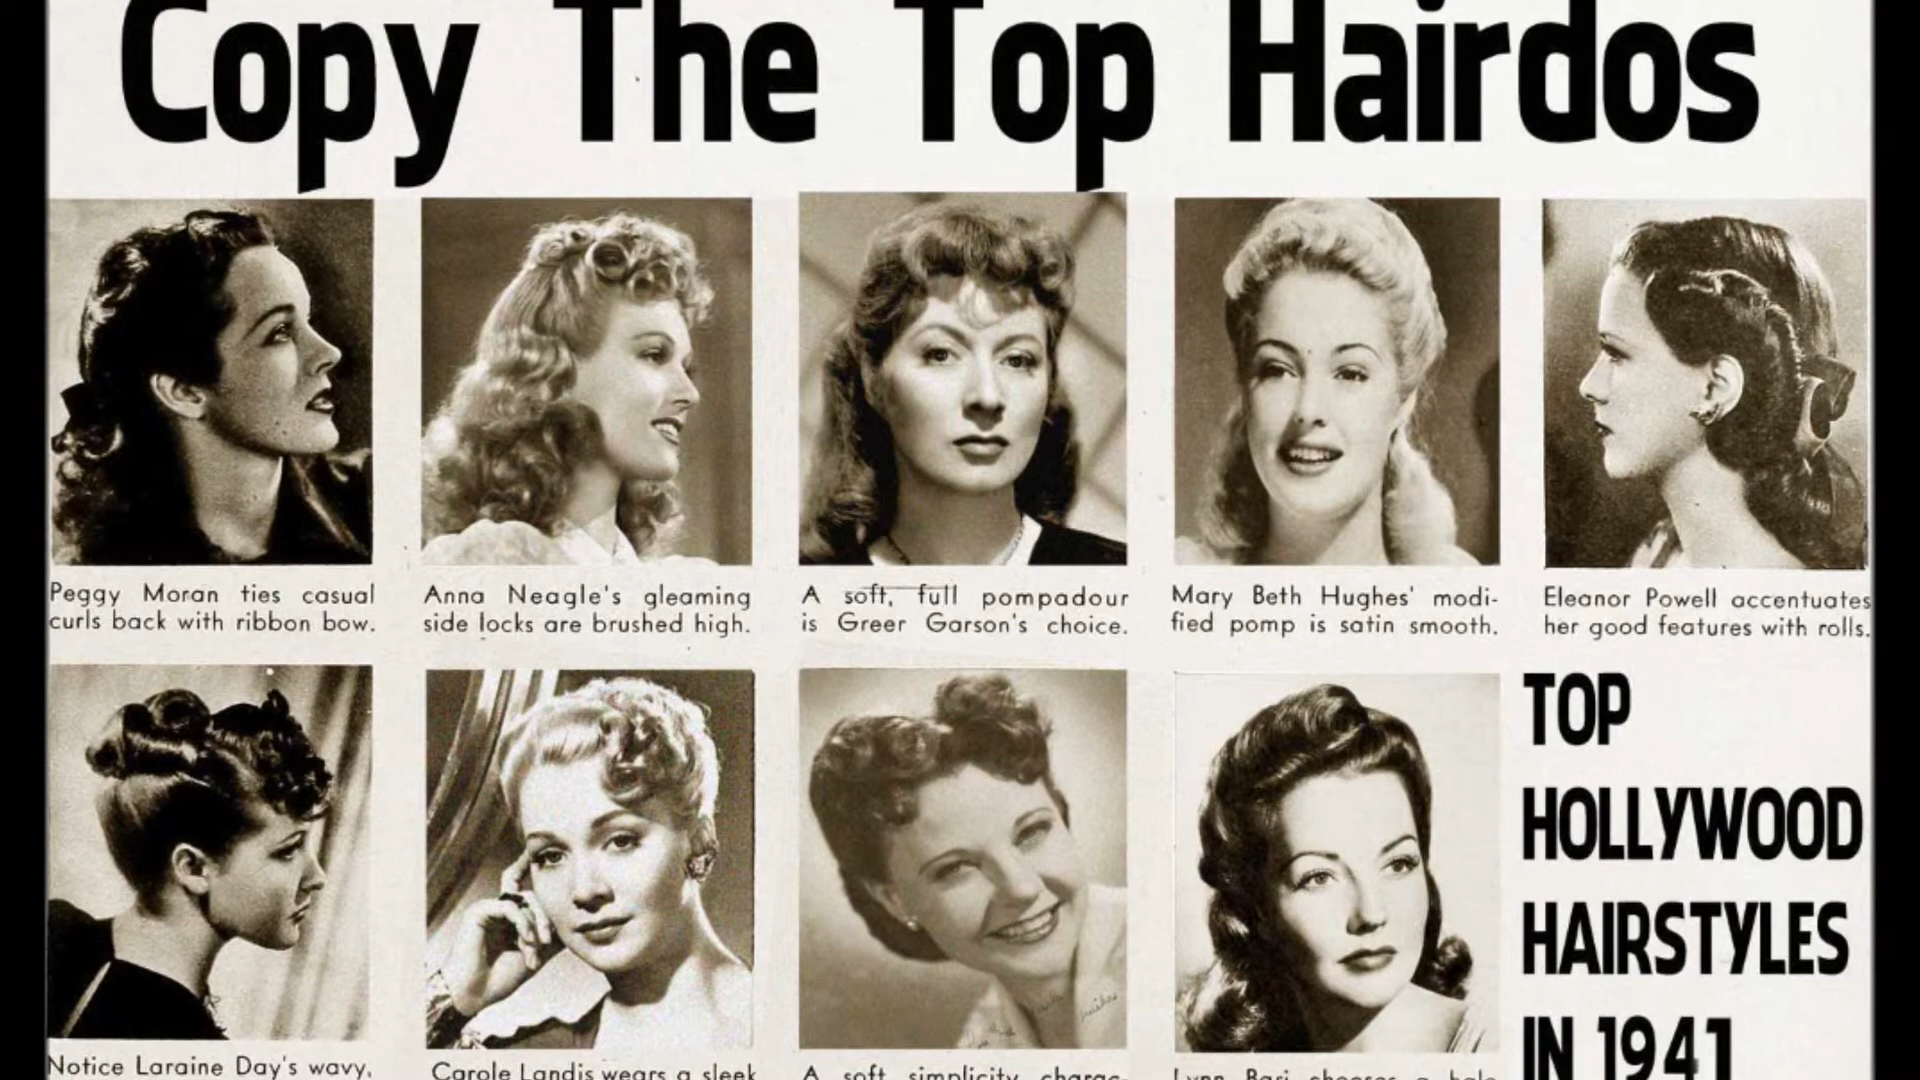 Copy The Top Hairdos
Peggy Moran ties casual
curls back with ribbon bow.
Anna Neagle's gleaming
side locks are brushed high.
A soft, full pompadour
is Greer Garson's choice.
Mary Beth Hughes' modi-
fied pomp is satin smooth.
Eleanor Powell accentuates
her good features with rolls.
Notice Laraine Day's wavy,
Carole Landis wears a sleek
A soft simplicity charac-
Lynn Bari chooses a halo
TOP
HOLLYWOOD
HAIRSTYLES
IN 1941